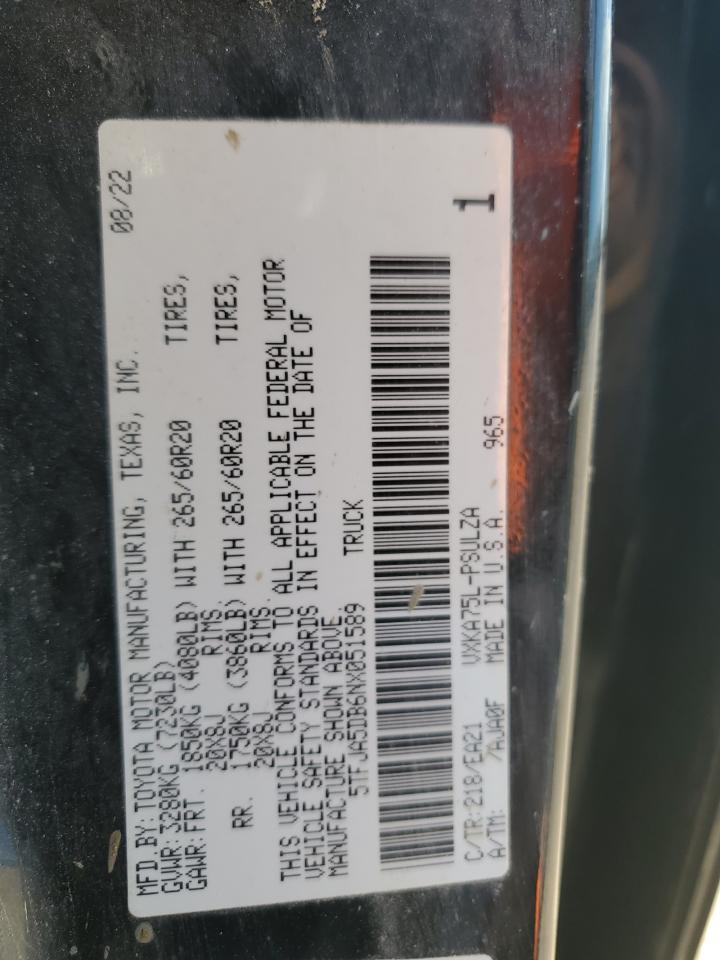 MFD.BY: TOYOTA MOTOR MANUFACTURING, TEXAS, INC. 08/22
GVWR: 3280KG (7230LB)
GAWR: FRT. 1850KG (4080LB) WITH 265/60R20 TIRES,
20X8J RIMS.
RR. 1750KG (3860LB) WITH 265/60R20 TIRES,
20X8J RIMS.
THIS VEHICLE CONFORMS TO ALL APPLICABLE FEDERAL MOTOR
VEHICLE SAFETY STANDARDS IN EFFECT ON THE DATE OF
MANUFACTURE SHOWN ABOVE.
5TFJA5DB6NX051589 TRUCK
C/TR: 218/EA21 VXKA75L-PSULZA
A/TM: /AJA0F MADE IN U.S.A. 965
1